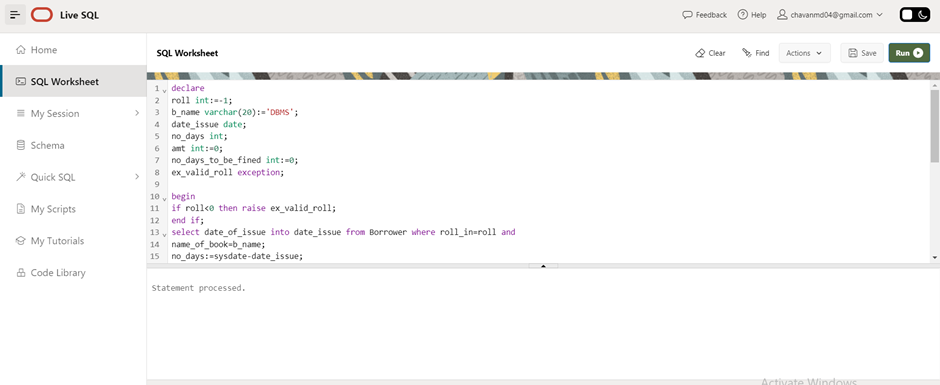 Live SQL
Feedback
Help
chavanmd04@gmail.com
Home
SQL Worksheet
My Session
Schema
Quick SQL
My Scripts
My Tutorials
Code Library
SQL Worksheet
Clear
Find
Actions
Save
Run
1 declare
2 roll int:=-1;
3 b_name varchar(20):='DBMS';
4 date_issue date;
5 no_days int;
6 amt int:=0;
7 no_days_to_be_fined int:=0;
8 ex_valid_roll exception;
9
10 begin
11 if roll<0 then raise ex_valid_roll;
12 end if;
13 select date_of_issue into date_issue from Borrower where roll_in=roll and
14 name_of_book=b_name;
15 no_days:=sysdate-date_issue;
Statement processed.
Activate Windows